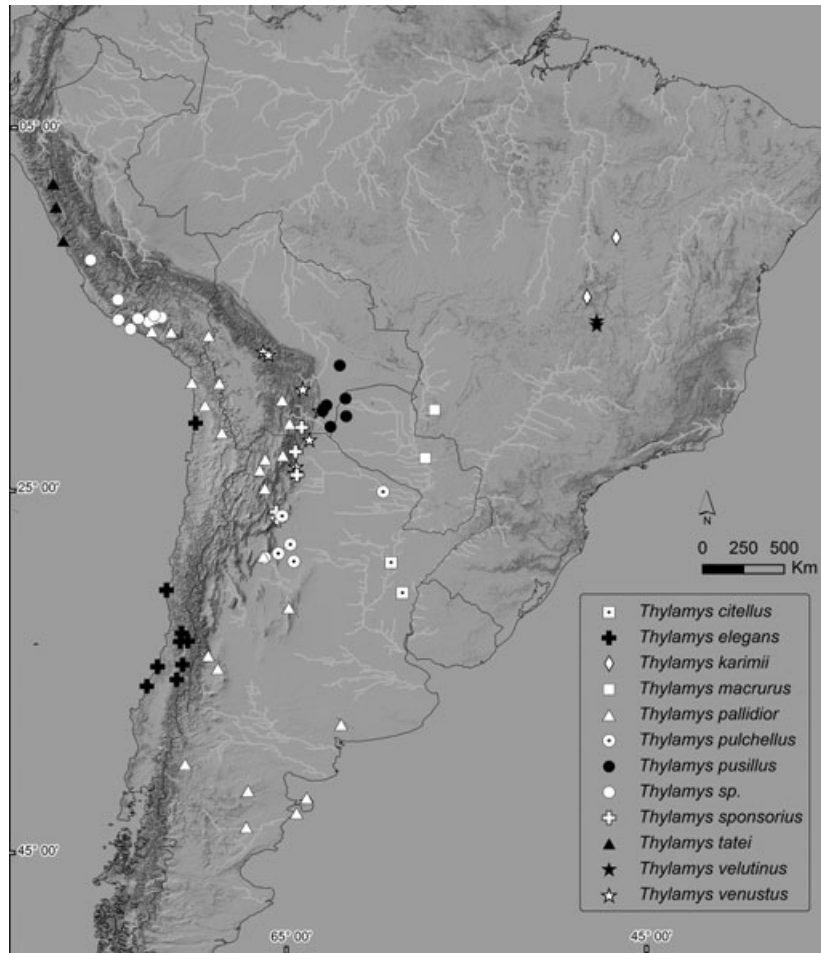 05° 00'
25° 00'
N
0 250 500
Km
Thylamys citellus
Thylamys elegans
Thylamys karimii
Thylamys macrurus
Thylamys pallidior
Thylamys pulchellus
Thylamys pusillus
Thylamys sp.
Thylamys sponsorius
Thylamys tatei
Thylamys velutinus
Thylamys venustus
45° 00'
65° 00'
45° 00'